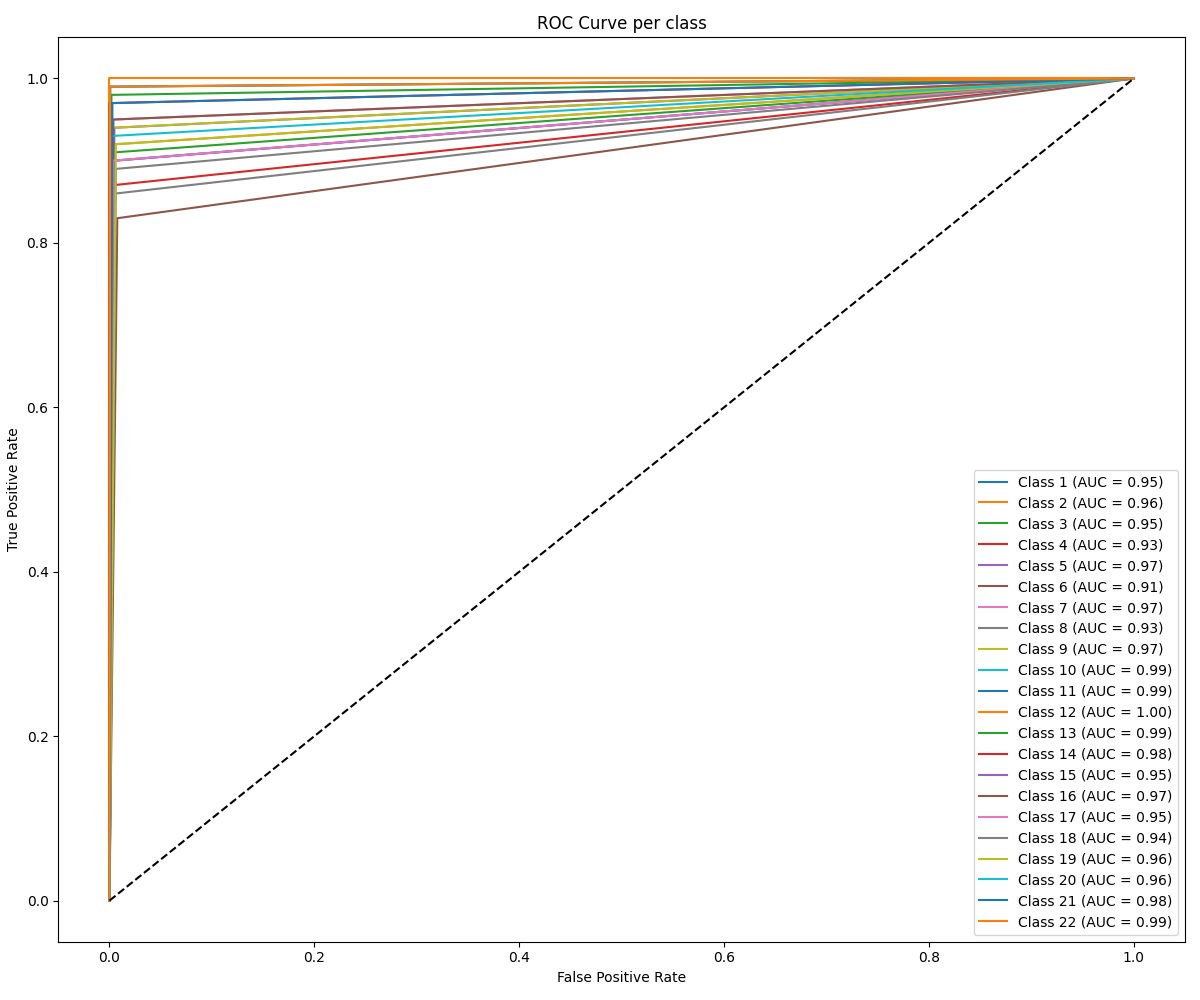 ROC Curve per class
1.0
0.8
0.6
0.4
0.2
0.0
True Positive Rate
Class 1 (AUC = 0.95)
Class 2 (AUC = 0.96)
Class 3 (AUC = 0.95)
Class 4 (AUC = 0.93)
Class 5 (AUC = 0.97)
Class 6 (AUC = 0.91)
Class 7 (AUC = 0.97)
Class 8 (AUC = 0.93)
Class 9 (AUC = 0.97)
Class 10 (AUC = 0.99)
Class 11 (AUC = 0.99)
Class 12 (AUC = 1.00)
Class 13 (AUC = 0.99)
Class 14 (AUC = 0.98)
Class 15 (AUC = 0.95)
Class 16 (AUC = 0.97)
Class 17 (AUC = 0.95)
Class 18 (AUC = 0.94)
Class 19 (AUC = 0.96)
Class 20 (AUC = 0.96)
Class 21 (AUC = 0.98)
Class 22 (AUC = 0.99)
0.0 0.2 0.4 0.6 0.8 1.0
False Positive Rate